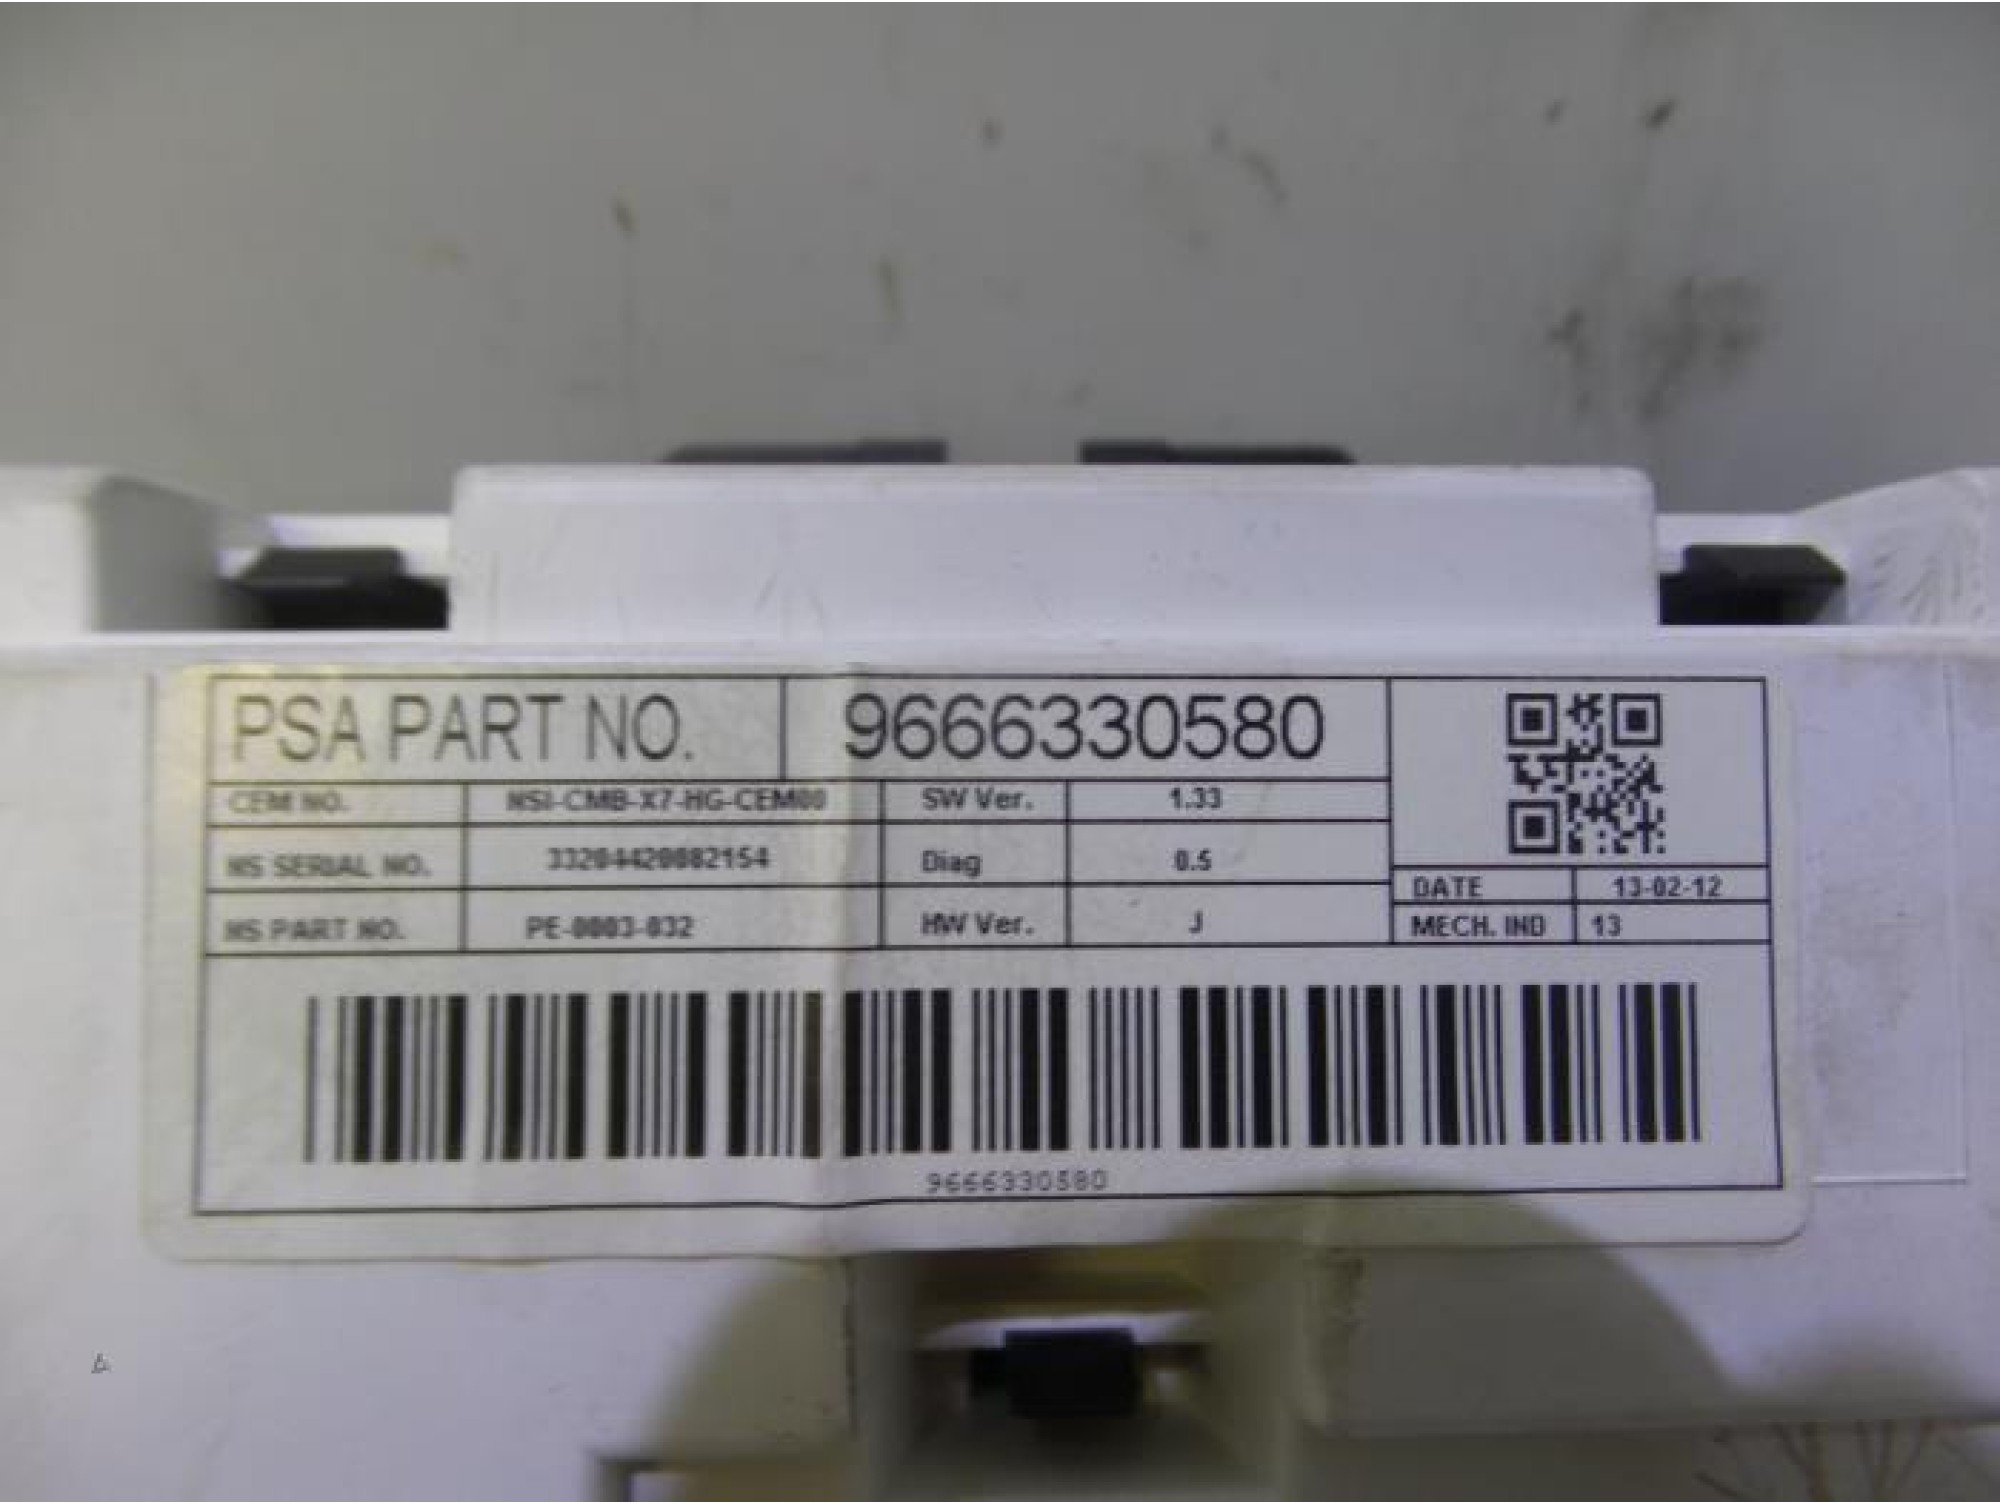 PSA PART NO. 9666330580
CEM NO. NSI-CMB-X7-HG-CEM00 SW Ver. 1.33
NS SERIAL NO. 33204420082154 Diag 0.5
DATE 13-02-12
NS PART NO. PE-0003-032 HW Ver. J
MECH. IND 13
9666330580